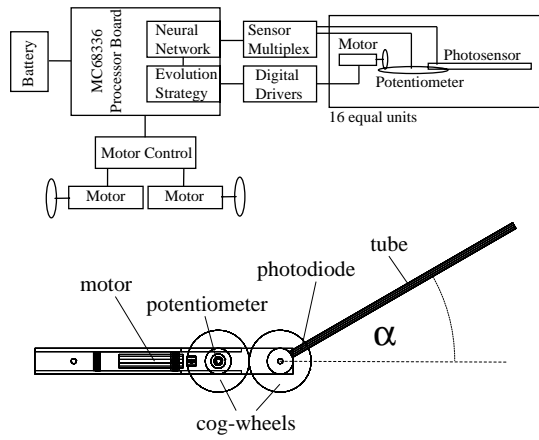 Battery
MC68336
Processor Board
Neural
Network
Evolution
Strategy
Sensor
Multiplex
Digital
Drivers
Motor
Photosensor
Potentiometer
16 equal units
Motor Control
Motor
Motor
tube
photodiode
motor
potentiometer
α
cog-wheels